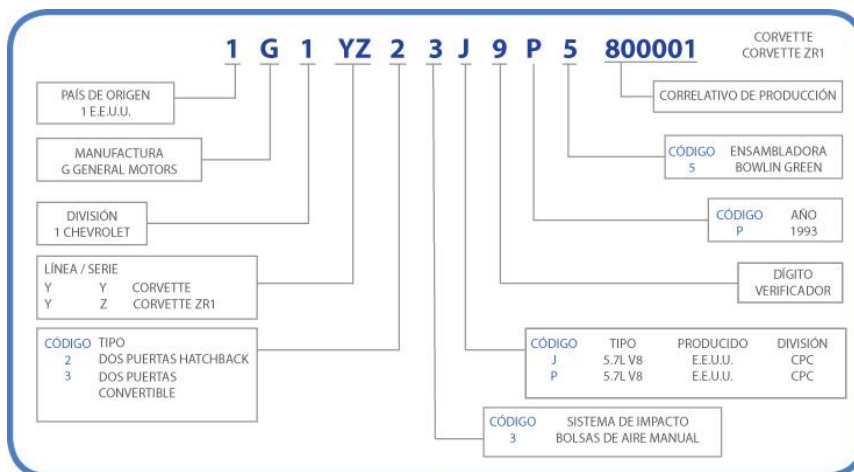 1 G 1 YZ 2 3 J 9 P 5 800001
CORVETTE
CORVETTE ZR1
PAÍS DE ORIGEN
1 E.E.U.U.
CORRELATIVO DE PRODUCCIÓN
MANUFACTURA
G GENERAL MOTORS
CÓDIGO ENSAMBLADORA
5 BOWLIN GREEN
DIVISIÓN
1 CHEVROLET
CÓDIGO AÑO
P 1993
LÍNEA / SERIE
Y Y CORVETTE
Y Z CORVETTE ZR1
DÍGITO
VERIFICADOR
CÓDIGO TIPO
2 DOS PUERTAS HATCHBACK
3 DOS PUERTAS
CONVERTIBLE
CÓDIGO TIPO PRODUCIDO DIVISIÓN
J 5.7L V8 E.E.U.U. CPC
P 5.7L V8 E.E.U.U. CPC
CÓDIGO SISTEMA DE IMPACTO
3 BOLSAS DE AIRE MANUAL